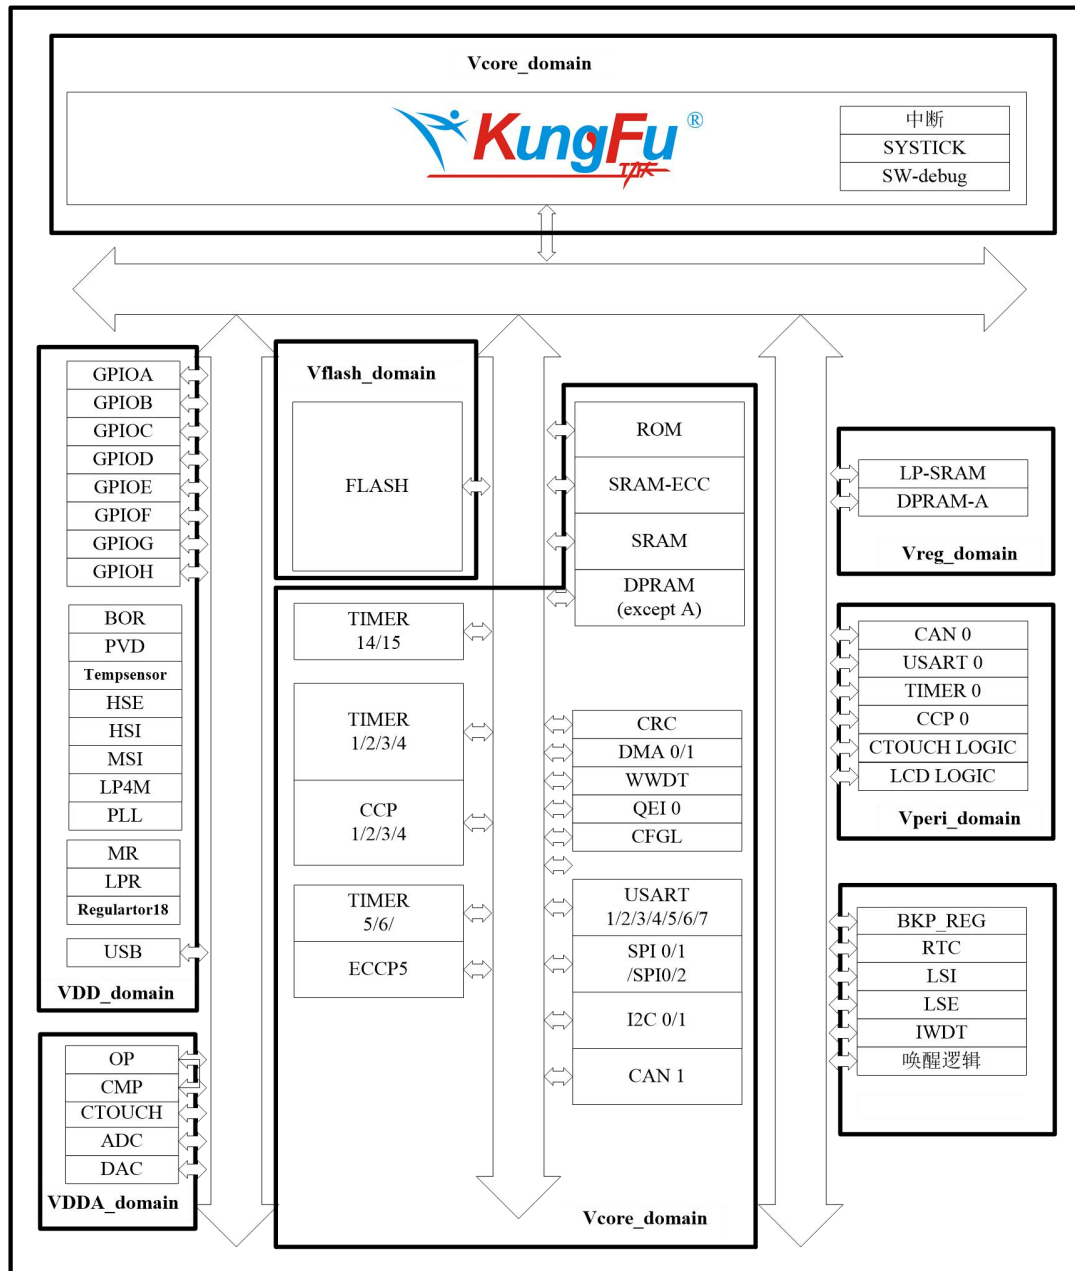 Vcore_domain
KungFu®
功夫
中断
SYSTICK
SW-debug
GPIOA
GPIOB
GPIOC
GPIOD
GPIOE
GPIOF
GPIOG
GPIOH
BOR
PVD
Tempsensor
HSE
HSI
MSI
LP4M
PLL
MR
LPR
Regulartor18
USB
VDD_domain
OP
CMP
CTOUCH
ADC
DAC
VDDA_domain
Vflash_domain
FLASH
TIMER
14/15
TIMER
1/2/3/4
CCP
1/2/3/4
TIMER
5/6/
ECCP5
ROM
SRAM-ECC
SRAM
DPRAM
(except A)
CRC
DMA 0/1
WWDT
QEI 0
CFGL
USART
1/2/3/4/5/6/7
SPI 0/1
/SPI0/2
I2C 0/1
CAN 1
Vcore_domain
LP-SRAM
DPRAM-A
Vreg_domain
CAN 0
USART 0
TIMER 0
CCP 0
CTOUCH LOGIC
LCD LOGIC
Vperi_domain
BKP_REG
RTC
LSI
LSE
IWDT
唤醒逻辑